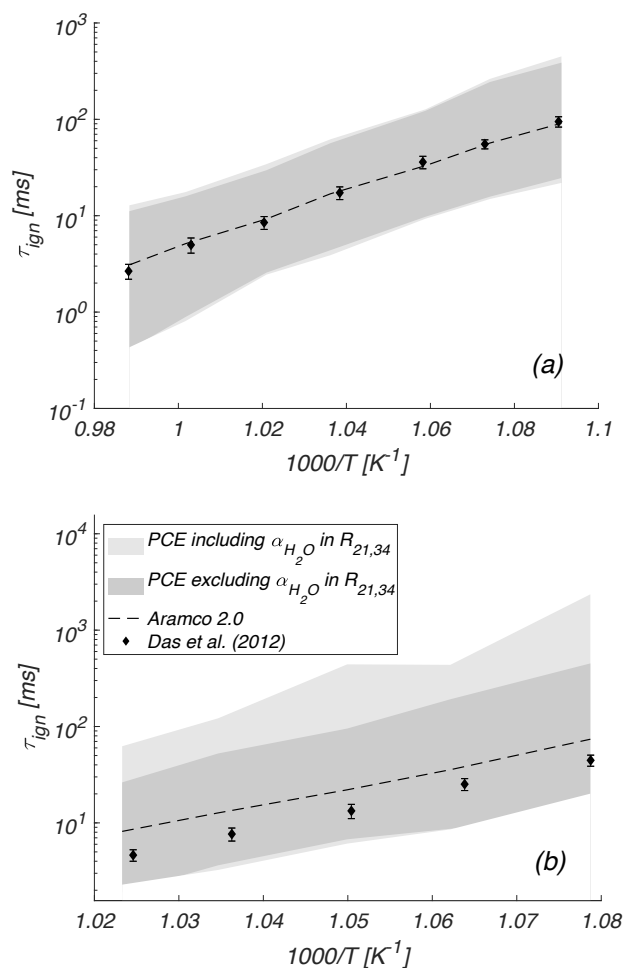 10^3
10^2
10^1
10^0
10^-1
τ_ign [ms]
(a)
0.98 1 1.02 1.04 1.06 1.08 1.1
1000/T [K^-1]
10^4
10^3
10^2
10^1
τ_ign [ms]
PCE including α_H_2O in R_21,34
PCE excluding α_H_2O in R_21,34
Aramco 2.0
Das et al. (2012)
(b)
1.02 1.03 1.04 1.05 1.06 1.07 1.08
1000/T [K^-1]